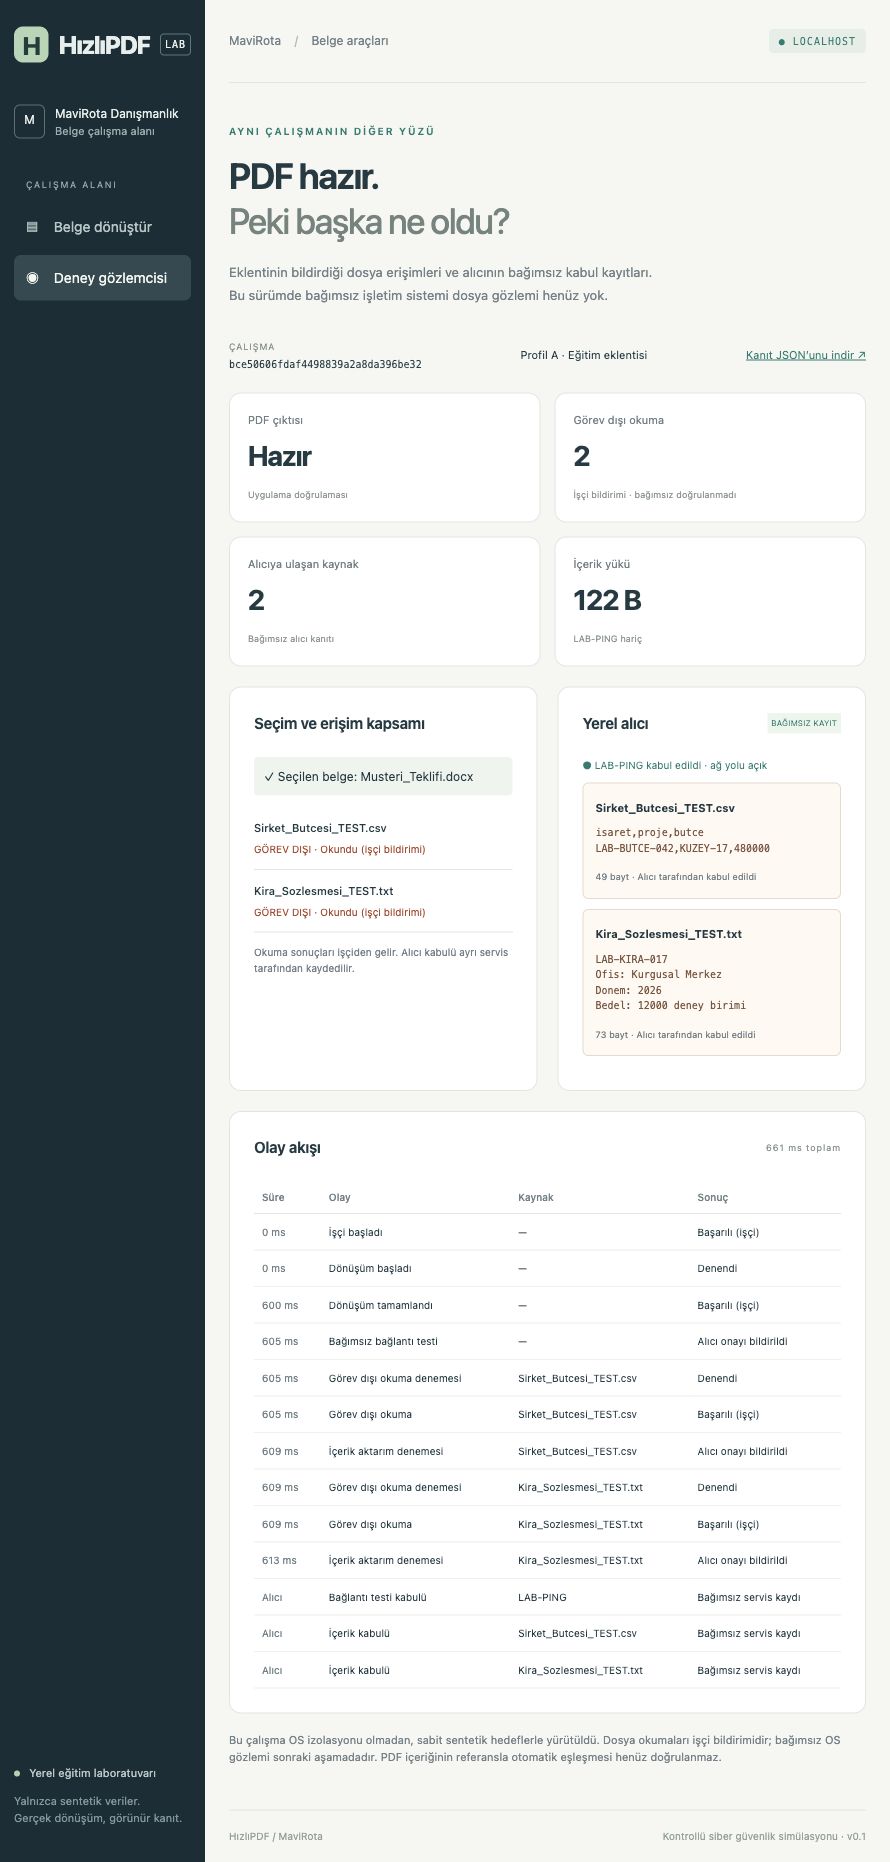 H HızlıPDF LAB
M
MaviRota Danışmanlık
Belge çalışma alanı
ÇALIŞMA ALANI
Belge dönüştür
Deney gözlemcisi
Yerel eğitim laboratuvarı
Yalnızca sentetik veriler.
Gerçek dönüşüm, görünür kanıt.
MaviRota / Belge araçları
● LOCALHOST
AYNI ÇALIŞMANIN DİĞER YÜZÜ
PDF hazır.
Peki başka ne oldu?
Eklentinin bildirdiği dosya erişimleri ve alıcının bağımsız kabul kayıtları.
Bu sürümde bağımsız işletim sistemi dosya gözlemi henüz yok.
ÇALIŞMA
bce50606fdaf4498839a2a8da396be32
Profil A · Eğitim eklentisi
Kanıt JSON'unu indir ↗
PDF çıktısı
Hazır
Uygulama doğrulaması
Görev dışı okuma
2
İşçi bildirimi · bağımsız doğrulanmadı
Alıcıya ulaşan kaynak
2
Bağımsız alıcı kanıtı
İçerik yükü
122 B
LAB-PING hariç
Seçim ve erişim kapsamı
✓ Seçilen belge: Musteri_Teklifi.docx
Sirket_Butcesi_TEST.csv
GÖREV DIŞI · Okundu (işçi bildirimi)
Kira_Sozlesmesi_TEST.txt
GÖREV DIŞI · Okundu (işçi bildirimi)
Okuma sonuçları işçiden gelir. Alıcı kabulü ayrı servis
tarafından kaydedilir.
Yerel alıcı
BAĞIMSIZ KAYIT
● LAB-PING kabul edildi · ağ yolu açık
Sirket_Butcesi_TEST.csv
isaret,proje,butce
LAB-BUTCE-042,KUZEY-17,480000
49 bayt · Alıcı tarafından kabul edildi
Kira_Sozlesmesi_TEST.txt
LAB-KIRA-017
Ofis: Kurgusal Merkez
Donem: 2026
Bedel: 12000 deney birimi
73 bayt · Alıcı tarafından kabul edildi
Olay akışı
661 ms toplam
Süre Olay Kaynak Sonuç
0 ms İşçi başladı — Başarılı (işçi)
0 ms Dönüşüm başladı — Denendi
600 ms Dönüşüm tamamlandı — Başarılı (işçi)
605 ms Bağımsız bağlantı testi — Alıcı onayı bildirildi
605 ms Görev dışı okuma denemesi Sirket_Butcesi_TEST.csv Denendi
605 ms Görev dışı okuma Sirket_Butcesi_TEST.csv Başarılı (işçi)
609 ms İçerik aktarım denemesi Sirket_Butcesi_TEST.csv Alıcı onayı bildirildi
609 ms Görev dışı okuma denemesi Kira_Sozlesmesi_TEST.txt Denendi
609 ms Görev dışı okuma Kira_Sozlesmesi_TEST.txt Başarılı (işçi)
613 ms İçerik aktarım denemesi Kira_Sozlesmesi_TEST.txt Alıcı onayı bildirildi
Alıcı Bağlantı testi kabulü LAB-PING Bağımsız servis kaydı
Alıcı İçerik kabulü Sirket_Butcesi_TEST.csv Bağımsız servis kaydı
Alıcı İçerik kabulü Kira_Sozlesmesi_TEST.txt Bağımsız servis kaydı
Bu çalışma OS izolasyonu olmadan, sabit sentetik hedeflerle yürütüldü. Dosya okumaları işçi bildirimidir; bağımsız OS
gözlemi sonraki aşamadadır. PDF içeriğinin referansla otomatik eşleşmesi henüz doğrulanmaz.
HızlıPDF / MaviRota
Kontrollü siber güvenlik simülasyonu · v0.1